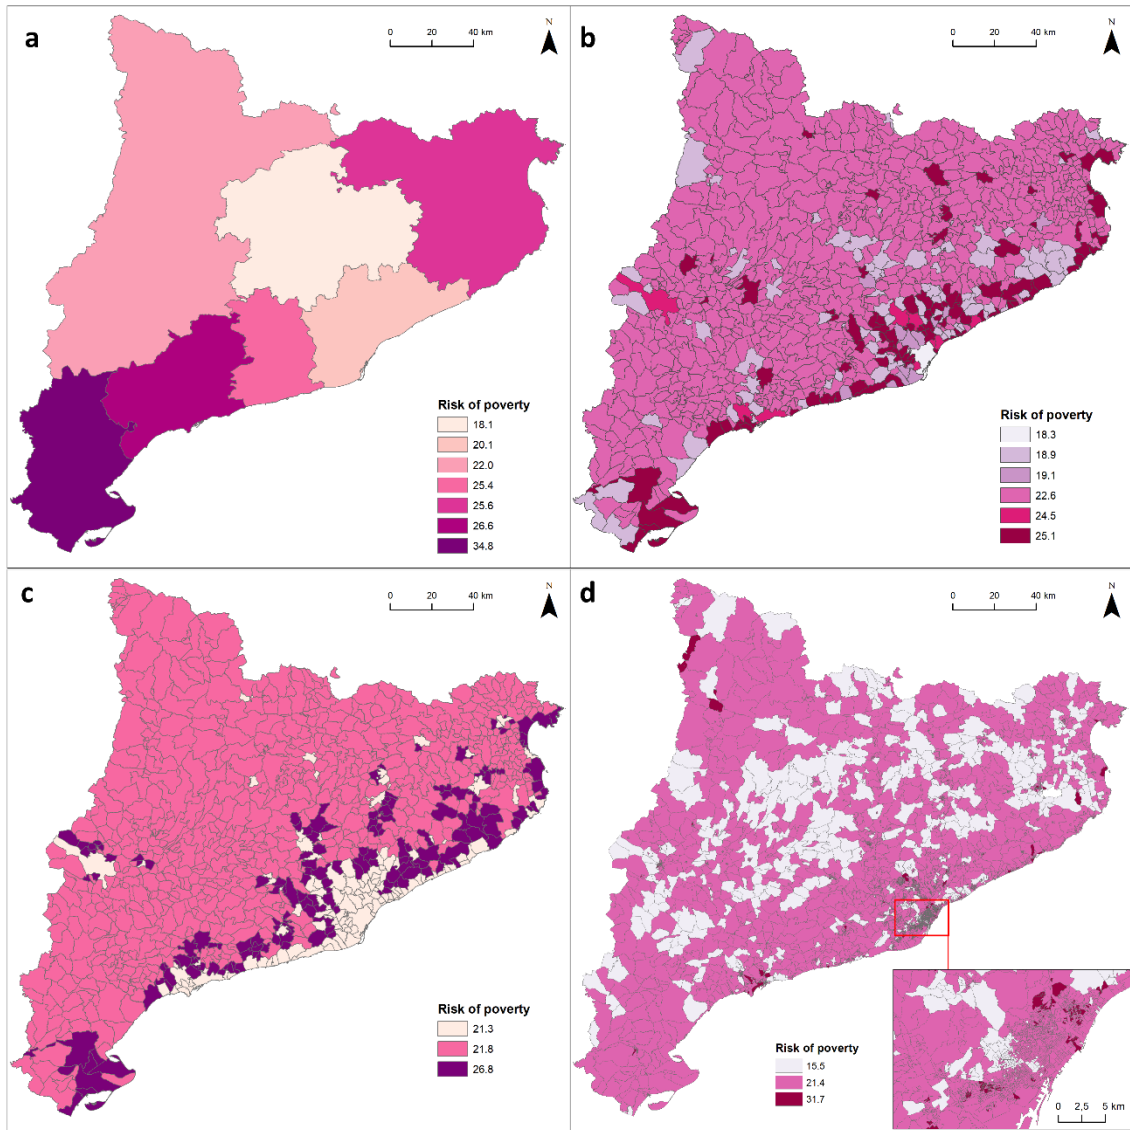 a
N
0 20 40 km
Risk of poverty
18.1
20.1
22.0
25.4
25.6
26.6
34.8
b
N
0 20 40 km
Risk of poverty
18.3
18.9
19.1
22.6
24.5
25.1
c
N
0 20 40 km
Risk of poverty
21.3
21.8
26.8
d
N
0 20 40 km
Risk of poverty
15.5
21.4
31.7
0 2,5 5 km